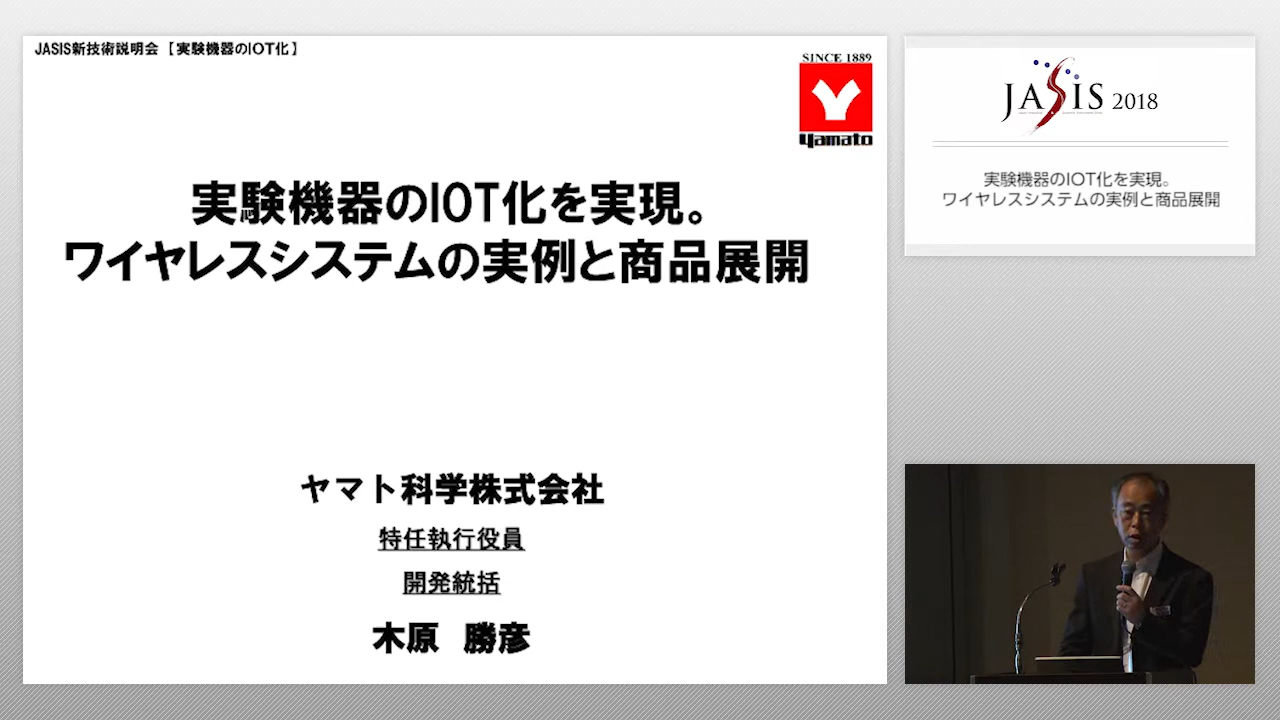 JASIS新技術説明会【実験機器のIOT化】
SINCE 1889
Yamato
実験機器のIOT化を実現。
ワイヤレスシステムの実例と商品展開
ヤマト科学株式会社
特任執行役員
開発統括
木原　勝彦
JASIS 2018
実験機器のIOT化を実現。
ワイヤレスシステムの実例と商品展開